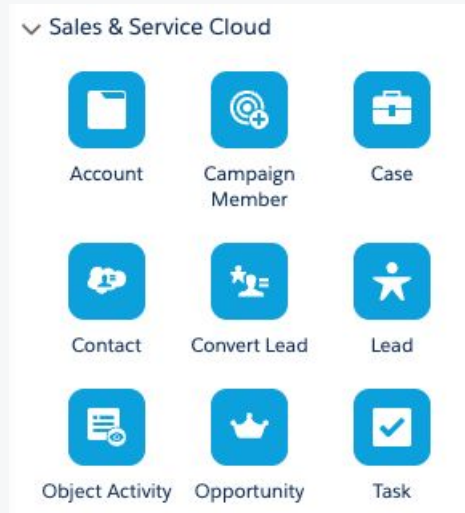 Sales & Service Cloud
Account
Campaign
Member
Case
Contact
Convert Lead
Lead
Object Activity
Opportunity
Task